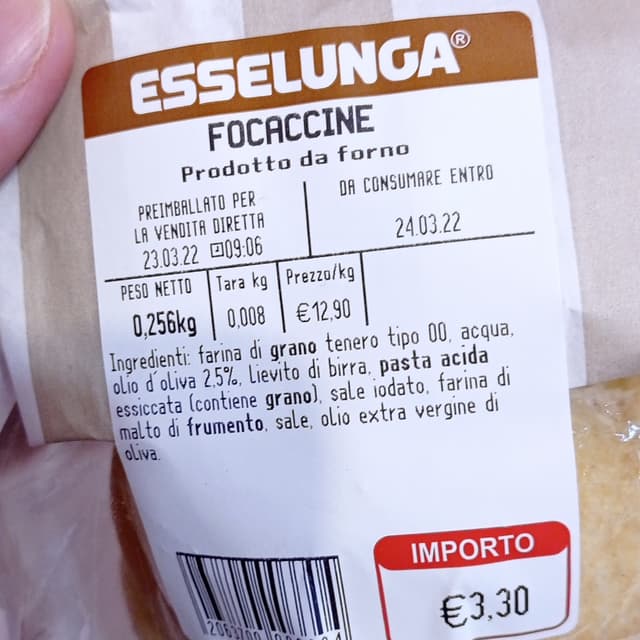 ESSELUNGA®
FOCACCINE
Prodotto da forno
PREIMBALLATO PER
LA VENDITA DIRETTA
23.03.22 09:06
DA CONSUMARE ENTRO
24.03.22
PESO NETTO
0,256kg
Tara kg
0,008
Prezzo/kg
€12,90
Ingredienti: farina di grano tenero tipo 00, acqua,
olio d'oliva 2,5%, Lievito di birra, pasta acida
essiccata (contiene grano), sale iodato, farina di
malto di frumento, sale, olio extra vergine di
oliva.
IMPORTO
€3,30